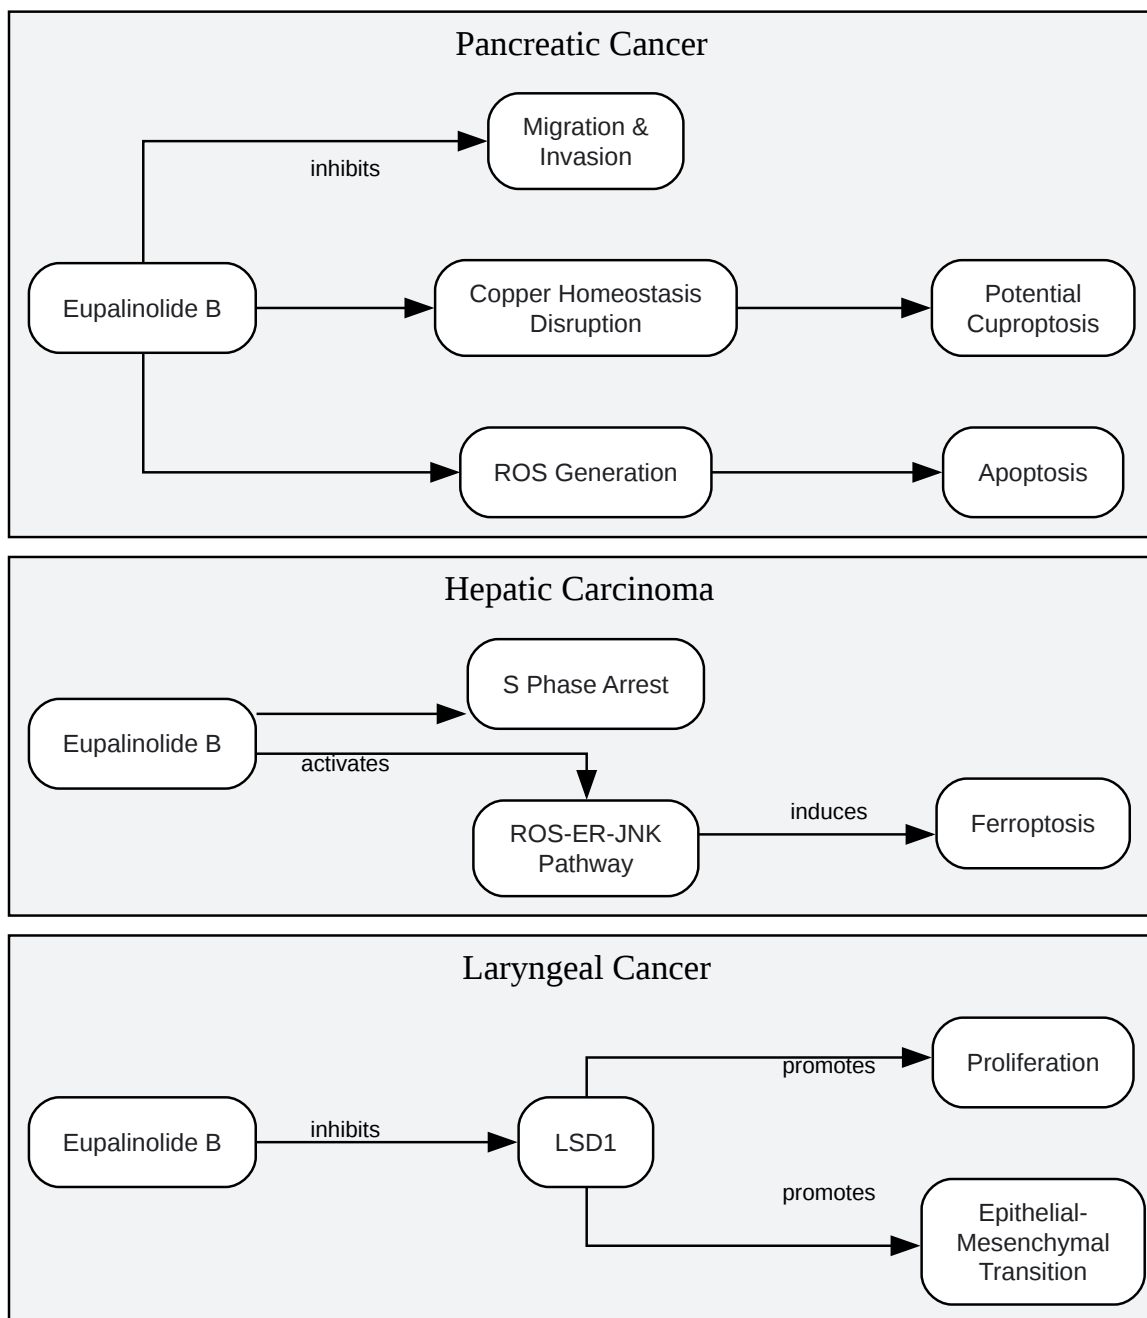 Pancreatic Cancer
Migration &
Invasion
inhibits
Eupalinolide B
Copper Homeostasis
Disruption
Potential
Cuproptosis
ROS Generation
Apoptosis
Hepatic Carcinoma
S Phase Arrest
Eupalinolide B
activates
ROS-ER-JNK
Pathway
induces
Ferroptosis
Laryngeal Cancer
promotes
Proliferation
Eupalinolide B
inhibits
LSD1
promotes
Epithelial-
Mesenchymal
Transition